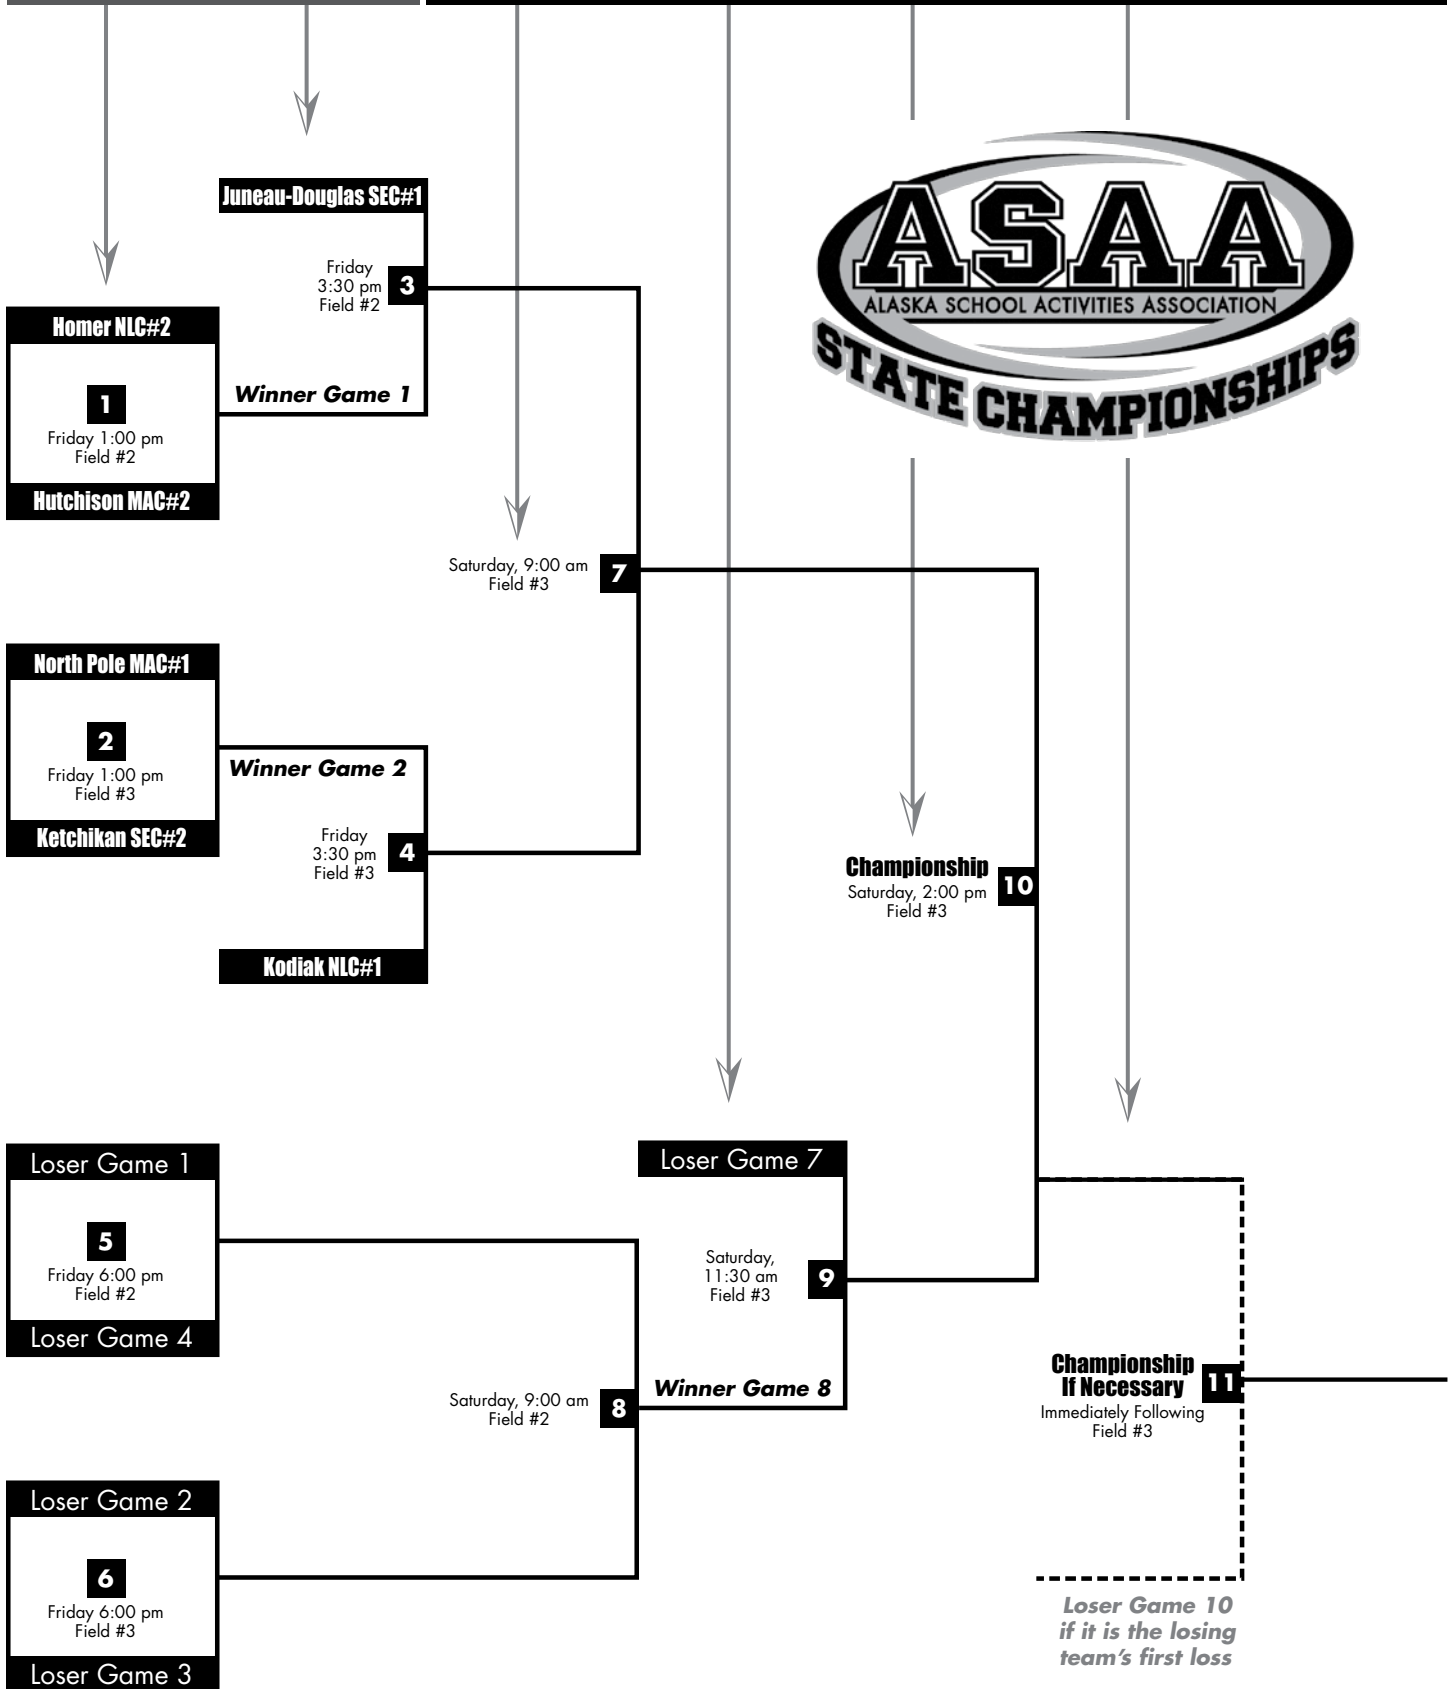 ASAA
ALASKA SCHOOL ACTIVITIES ASSOCIATION
STATE CHAMPIONSHIPS
Juneau-Douglas SEC#1
Friday
3:30 pm
Field #2
3
Homer NLC#2
1
Friday 1:00 pm
Field #2
Hutchison MAC#2
Winner Game 1
Saturday, 9:00 am
Field #3
7
North Pole MAC#1
2
Friday 1:00 pm
Field #3
Ketchikan SEC#2
Winner Game 2
Friday
3:30 pm
Field #3
4
Kodiak NLC#1
Championship
Saturday, 2:00 pm
Field #3
10
Loser Game 1
5
Friday 6:00 pm
Field #2
Loser Game 4
Loser Game 7
Saturday,
11:30 am
Field #3
9
Winner Game 8
Saturday, 9:00 am
Field #2
8
Championship
If Necessary
Immediately Following
Field #3
11
Loser Game 2
6
Friday 6:00 pm
Field #3
Loser Game 3
Loser Game 10
if it is the losing
team's first loss